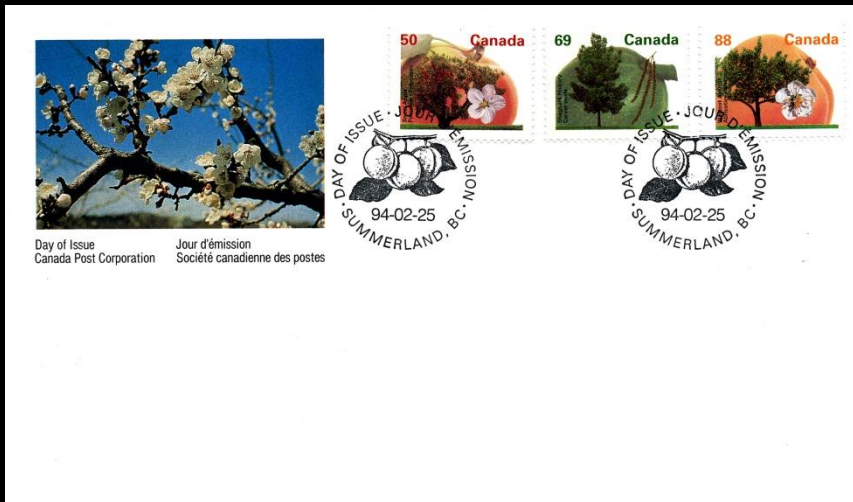 50 Canada
69 Canada
88 Canada
DAY OF ISSUE · JOUR D'ÉMISSION
94-02-25
SUMMERLAND, BC
DAY OF ISSUE · JOUR D'ÉMISSION
94-02-25
SUMMERLAND, BC
Day of Issue Jour d'émission
Canada Post Corporation Société canadienne des postes